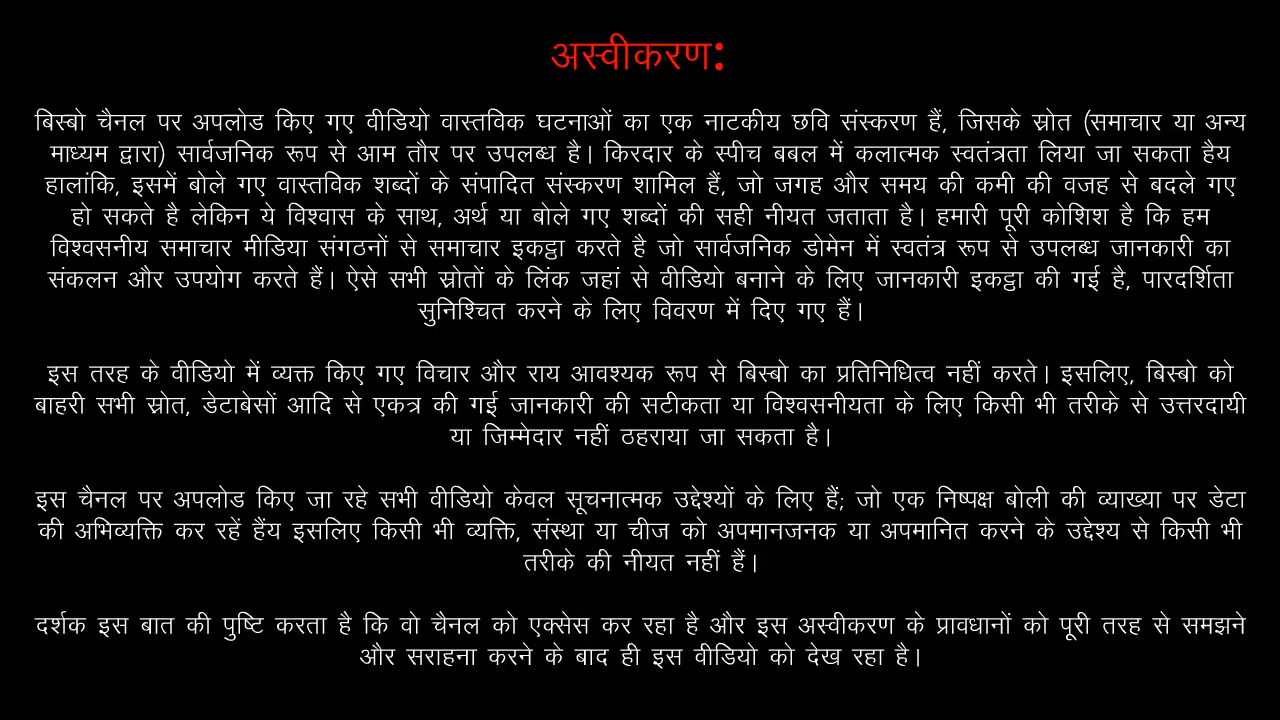 अस्वीकरण:
बिस्बो चैनल पर अपलोड किए गए वीडियो वास्तविक घटनाओं का एक नाटकीय छवि संस्करण हैं, जिसके स्रोत (समाचार या अन्य
माध्यम द्वारा) सार्वजनिक रूप से आम तौर पर उपलब्ध है। किरदार के स्पीच बबल में कलात्मक स्वतंत्रता लिया जा सकता हैय
हालांकि, इसमें बोले गए वास्तविक शब्दों के संपादित संस्करण शामिल हैं, जो जगह और समय की कमी की वजह से बदले गए
हो सकते है लेकिन ये विश्वास के साथ, अर्थ या बोले गए शब्दों की सही नीयत जताता है। हमारी पूरी कोशिश है कि हम
विश्वसनीय समाचार मीडिया संगठनों से समाचार इकट्ठा करते है जो सार्वजनिक डोमेन में स्वतंत्र रूप से उपलब्ध जानकारी का
संकलन और उपयोग करते हैं। ऐसे सभी स्रोतों के लिंक जहां से वीडियो बनाने के लिए जानकारी इकट्ठा की गई है, पारदर्शिता
सुनिश्चित करने के लिए विवरण में दिए गए हैं।
इस तरह के वीडियो में व्यक्त किए गए विचार और राय आवश्यक रूप से बिस्बो का प्रतिनिधित्व नहीं करते। इसलिए, बिस्बो को
बाहरी सभी स्रोत, डेटाबेसों आदि से एकत्र की गई जानकारी की सटीकता या विश्वसनीयता के लिए किसी भी तरीके से उत्तरदायी
या जिम्मेदार नहीं ठहराया जा सकता है।
इस चैनल पर अपलोड किए जा रहे सभी वीडियो केवल सूचनात्मक उद्देश्यों के लिए हैं; जो एक निष्पक्ष बोली की व्याख्या पर डेटा
की अभिव्यक्ति कर रहें हैंय इसलिए किसी भी व्यक्ति, संस्था या चीज को अपमानजनक या अपमानित करने के उद्देश्य से किसी भी
तरीके की नीयत नहीं हैं।
दर्शक इस बात की पुष्टि करता है कि वो चैनल को एक्सेस कर रहा है और इस अस्वीकरण के प्रावधानों को पूरी तरह से समझने
और सराहना करने के बाद ही इस वीडियो को देख रहा है।